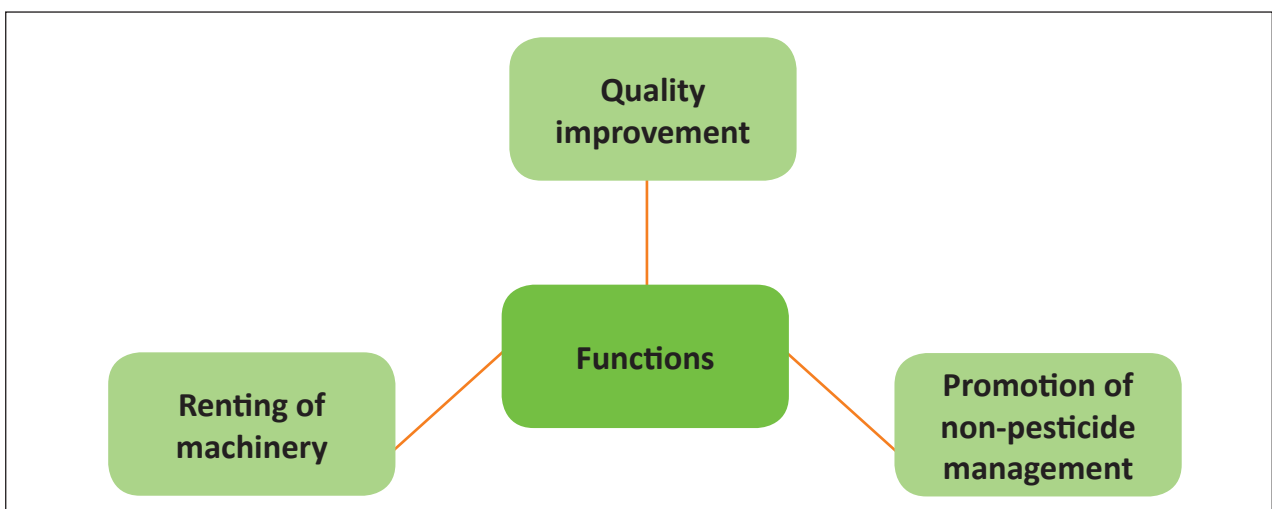 Quality
improvement
Functions
Renting of
machinery
Promotion of
non-pesticide
management